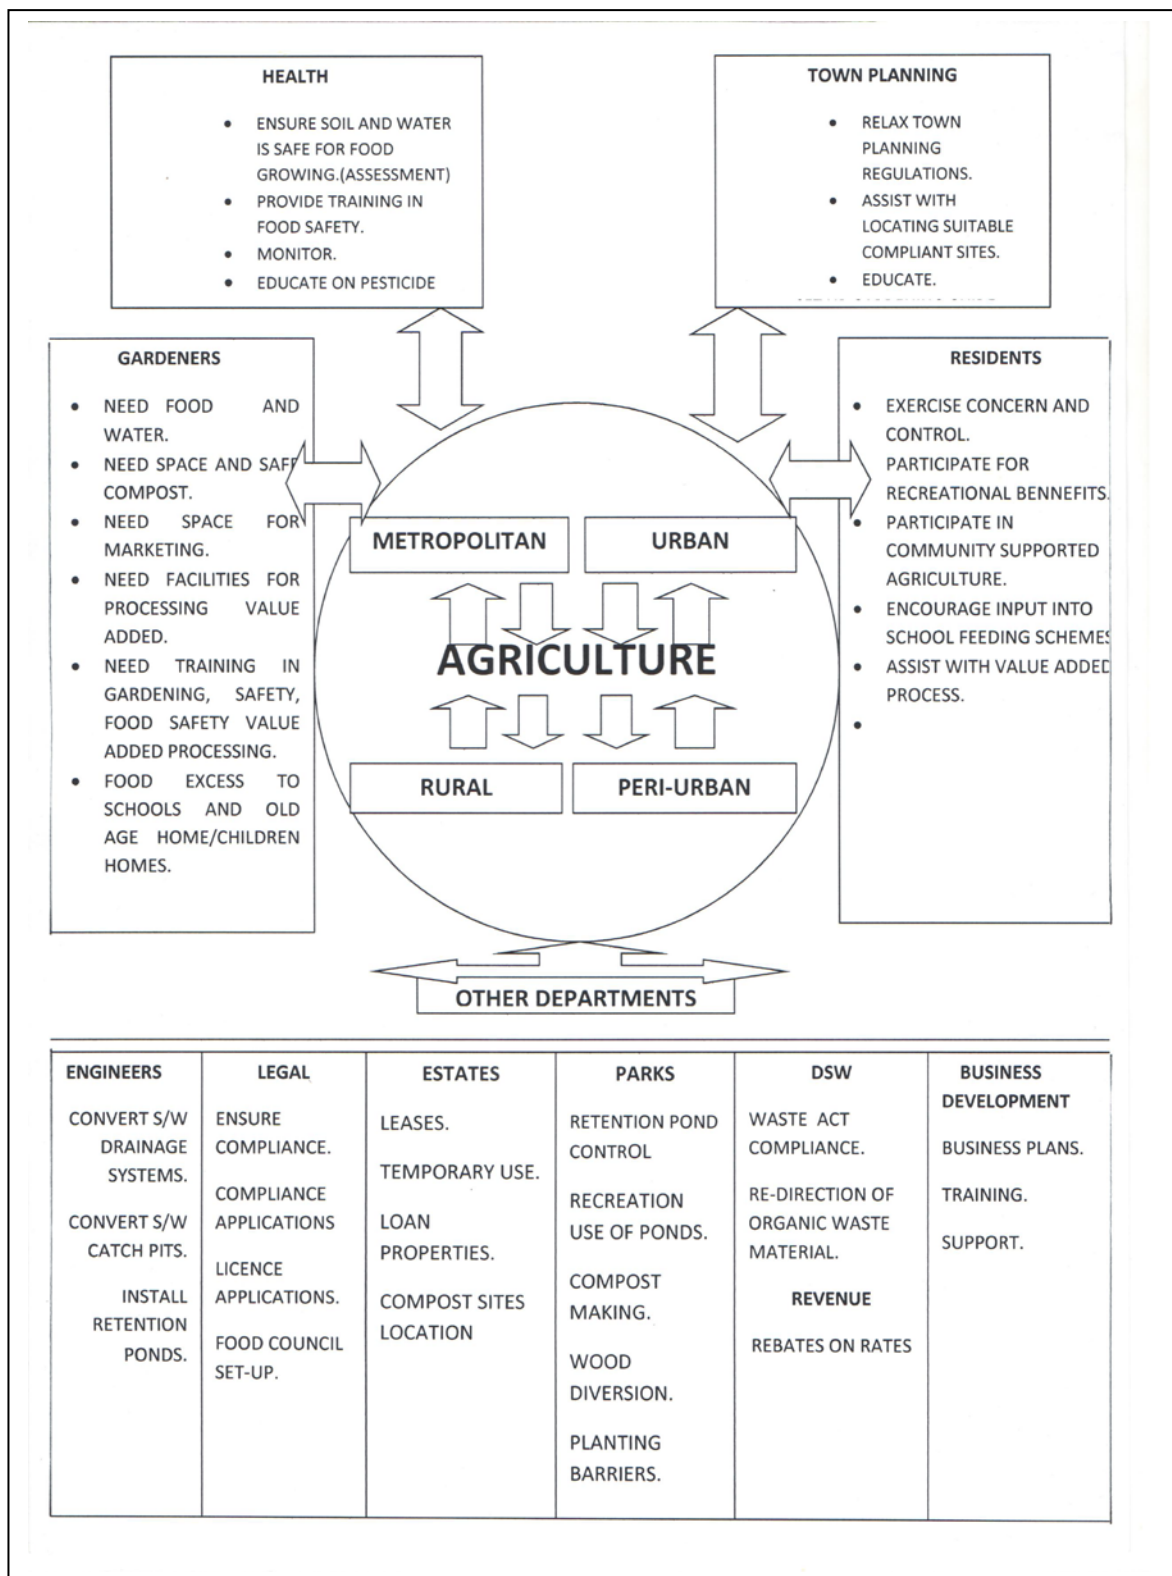 HEALTH
• ENSURE SOIL AND WATER
IS SAFE FOR FOOD
GROWING.(ASSESSMENT)
• PROVIDE TRAINING IN
FOOD SAFETY.
• MONITOR.
• EDUCATE ON PESTICIDE
TOWN PLANNING
• RELAX TOWN
PLANNING
REGULATIONS.
• ASSIST WITH
LOCATING SUITABLE
COMPLIANT SITES.
• EDUCATE.
GARDENERS
• NEED FOOD AND
WATER.
• NEED SPACE AND SAFE
COMPOST.
• NEED SPACE FOR
MARKETING.
• NEED FACILITIES FOR
PROCESSING VALUE
ADDED.
• NEED TRAINING IN
GARDENING, SAFETY,
FOOD SAFETY VALUE
ADDED PROCESSING.
• FOOD EXCESS TO
SCHOOLS AND OLD
AGE HOME/CHILDREN
HOMES.
METROPOLITAN
URBAN
AGRICULTURE
RURAL
PERI-URBAN
RESIDENTS
• EXERCISE CONCERN AND
CONTROL.
PARTICIPATE FOR
RECREATIONAL BENNEFITS.
• PARTICIPATE IN
COMMUNITY SUPPORTED
AGRICULTURE.
• ENCOURAGE INPUT INTO
SCHOOL FEEDING SCHEMES
• ASSIST WITH VALUE ADDED
PROCESS.
•
OTHER DEPARTMENTS
ENGINEERS
CONVERT S/W
DRAINAGE
SYSTEMS.
CONVERT S/W
CATCH PITS.
INSTALL
RETENTION
PONDS.
LEGAL
ENSURE
COMPLIANCE.
COMPLIANCE
APPLICATIONS
LICENCE
APPLICATIONS.
FOOD COUNCIL
SET-UP.
ESTATES
LEASES.
TEMPORARY USE.
LOAN
PROPERTIES.
COMPOST SITES
LOCATION
PARKS
RETENTION POND
CONTROL
RECREATION
USE OF PONDS.
COMPOST
MAKING.
WOOD
DIVERSION.
PLANTING
BARRIERS.
DSW
WASTE ACT
COMPLIANCE.
RE-DIRECTION OF
ORGANIC WASTE
MATERIAL.
REVENUE
REBATES ON RATES
BUSINESS
DEVELOPMENT
BUSINESS PLANS.
TRAINING.
SUPPORT.